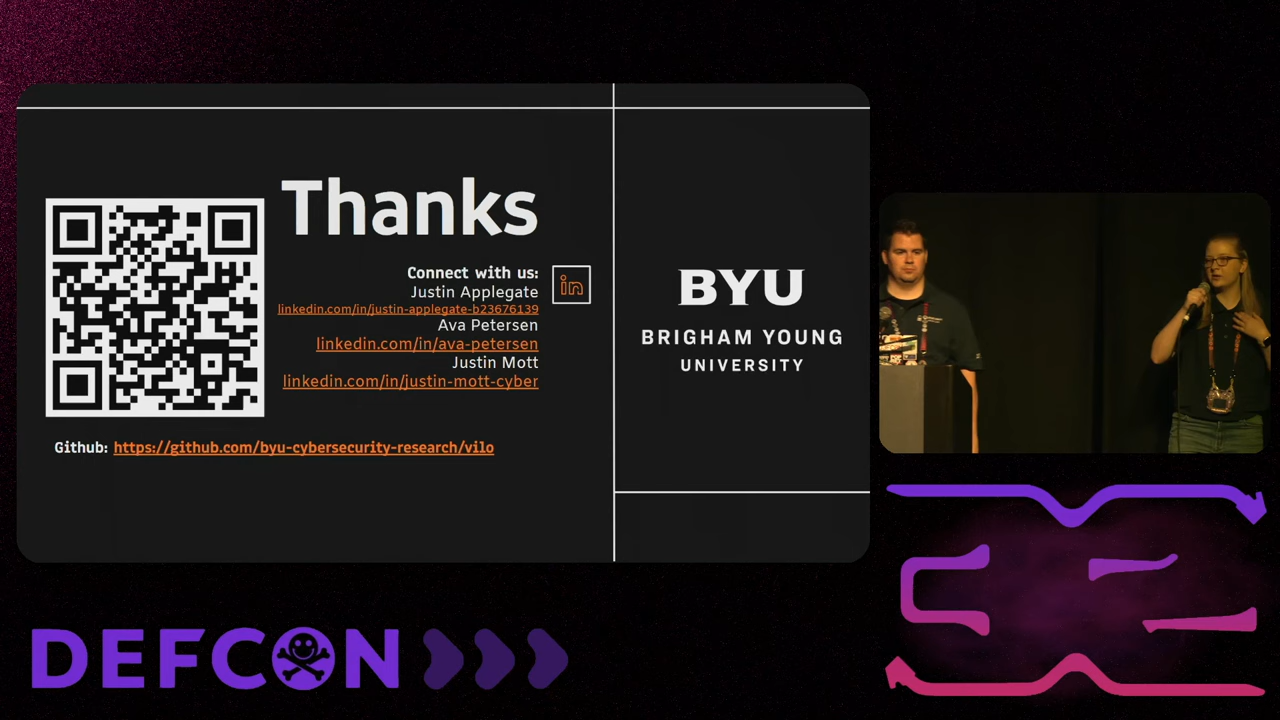 Thanks
Connect with us:
in
Justin Applegate
linkedin.com/in/justin-applegate-b23676139
Ava Petersen
linkedin.com/in/ava-petersen
Justin Mott
linkedin.com/in/justin-mott-cyber
Github: https://github.com/byu-cybersecurity-research/vilo
BYU
BRIGHAM YOUNG
UNIVERSITY
DEFCON